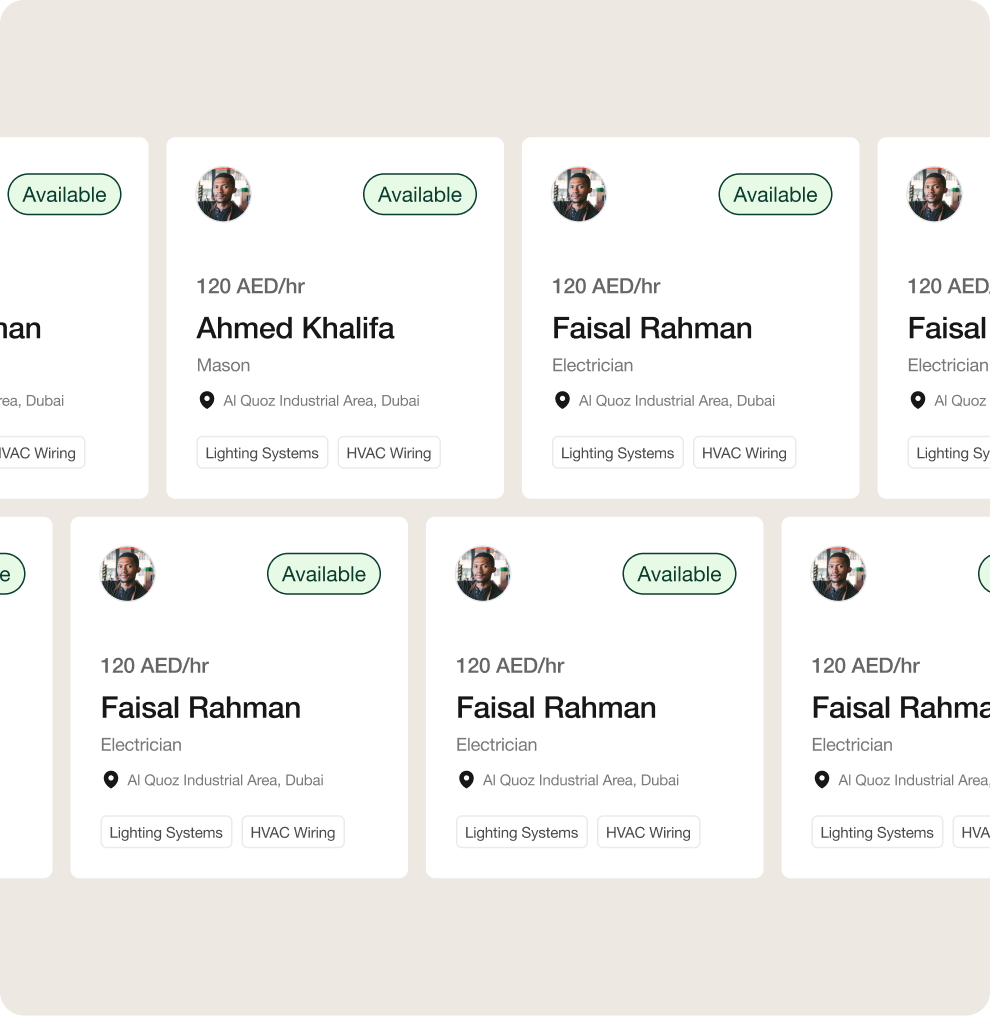 Available
man
rea, Dubai
HVAC Wiring
Available
120 AED/hr
Ahmed Khalifa
Mason
Al Quoz Industrial Area, Dubai
Lighting Systems HVAC Wiring
Available
120 AED/hr
Faisal Rahman
Electrician
Al Quoz Industrial Area, Dubai
Lighting Systems HVAC Wiring
120 AED
Faisal
Electrician
Al Quoz
Lighting Sy
e
Available
120 AED/hr
Faisal Rahman
Electrician
Al Quoz Industrial Area, Dubai
Lighting Systems HVAC Wiring
Available
120 AED/hr
Faisal Rahman
Electrician
Al Quoz Industrial Area, Dubai
Lighting Systems HVAC Wiring
120 AED/hr
Faisal Rahma
Electrician
Al Quoz Industrial Area,
Lighting Systems HVA